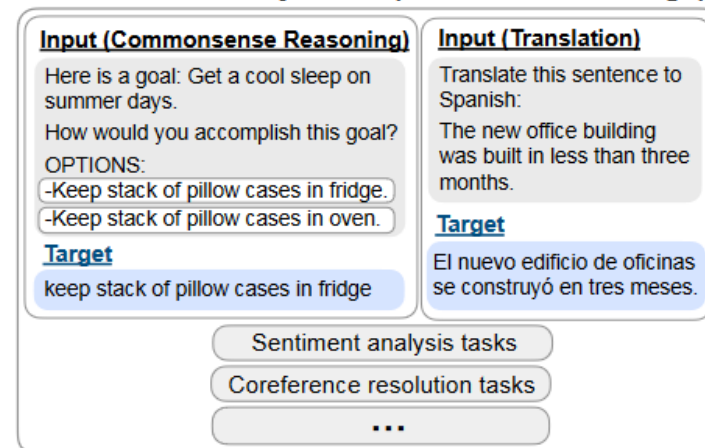 Input (Commonsense Reasoning)
Here is a goal: Get a cool sleep on
summer days.
How would you accomplish this goal?
OPTIONS:
-Keep stack of pillow cases in fridge.
-Keep stack of pillow cases in oven.
Target
keep stack of pillow cases in fridge
Input (Translation)
Translate this sentence to
Spanish:
The new office building
was built in less than three
months.
Target
El nuevo edificio de oficinas
se construyó en tres meses.
Sentiment analysis tasks
Coreference resolution tasks
...